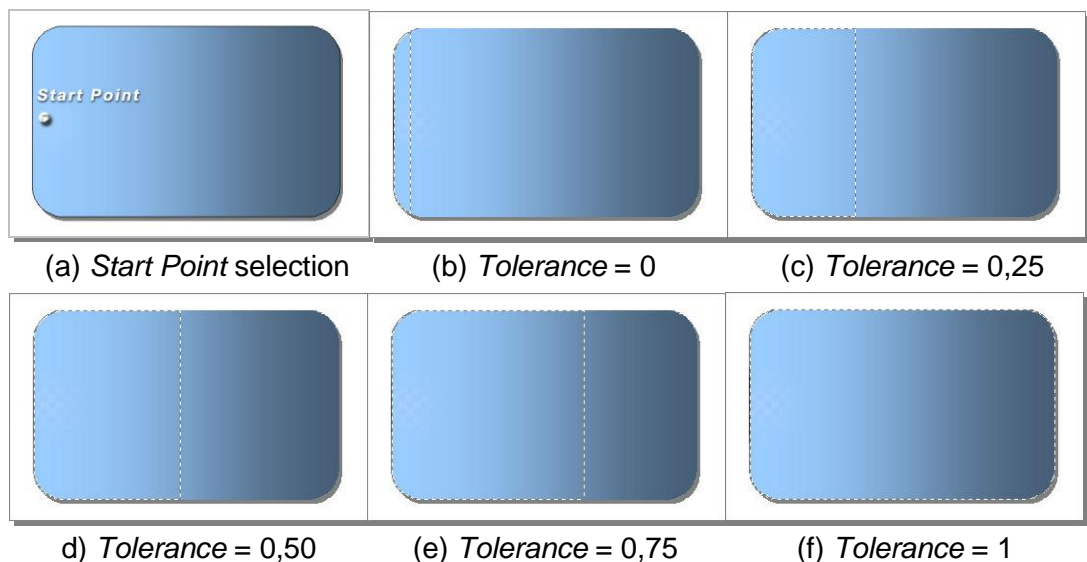 Start Point
(a) Start Point selection
(b) Tolerance = 0
(c) Tolerance = 0,25
d) Tolerance = 0,50
(e) Tolerance = 0,75
(f) Tolerance = 1